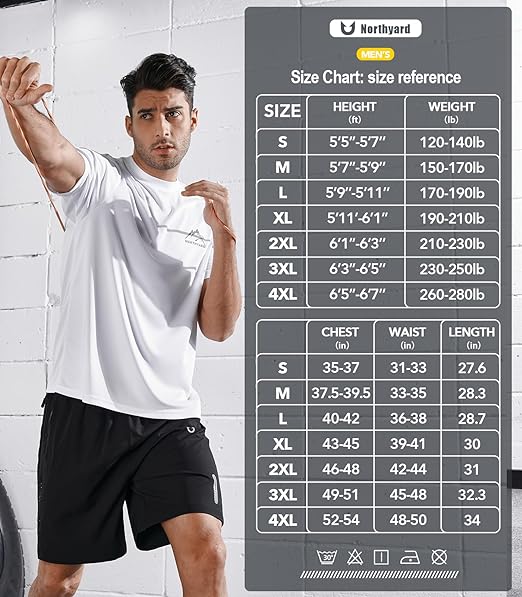 Northyard
MEN'S
Size Chart: size reference
SIZE HEIGHT (ft) WEIGHT (lb)
S 5'5"-5'7" 120-140lb
M 5'7"-5'9" 150-170lb
L 5'9"-5'11" 170-190lb
XL 5'11"-6'1" 190-210lb
2XL 6'1"-6'3" 210-230lb
3XL 6'3"-6'5" 230-250lb
4XL 6'5"-6'7" 260-280lb
CHEST (in) WAIST (in) LENGTH (in)
S 35-37 31-33 27.6
M 37.5-39.5 33-35 28.3
L 40-42 36-38 28.7
XL 43-45 39-41 30
2XL 46-48 42-44 31
3XL 49-51 45-48 32.3
4XL 52-54 48-50 34
30°
NORTHYARD